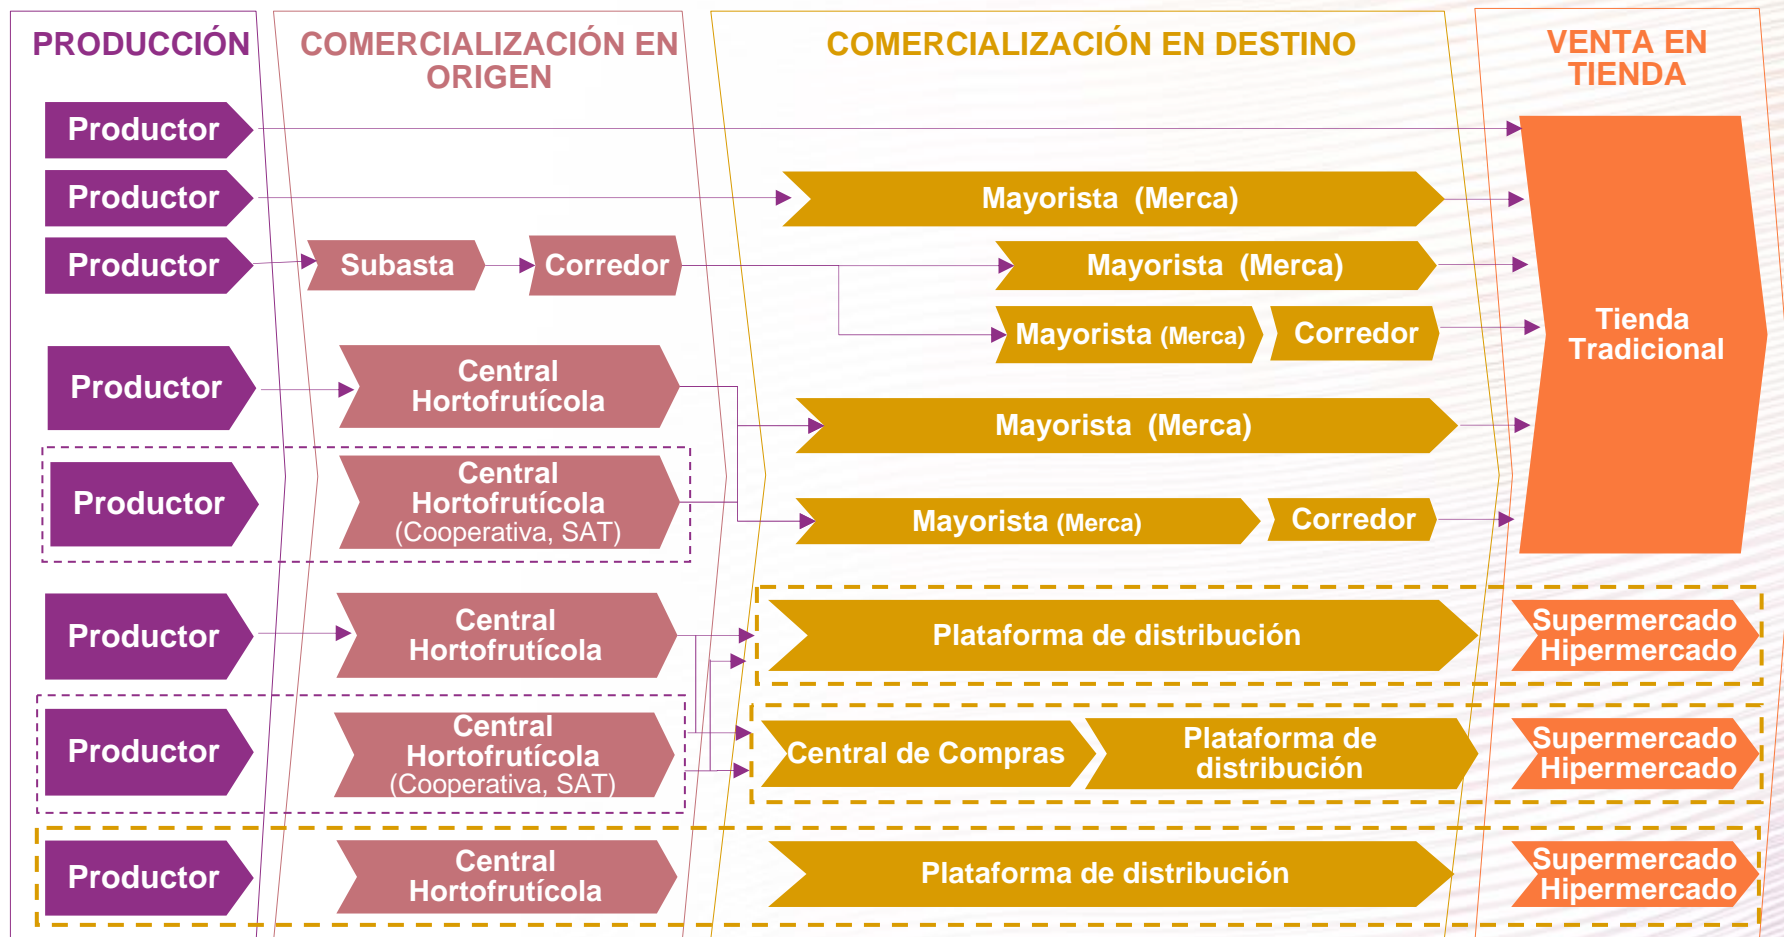 PRODUCCIÓN
COMERCIALIZACIÓN EN
ORIGEN
COMERCIALIZACIÓN EN DESTINO
VENTA EN
TIENDA
Productor
Productor
Mayorista (Merca)
Productor
Subasta
Corredor
Mayorista (Merca)
Mayorista (Merca)
Corredor
Tienda
Tradicional
Productor
Central
Hortofrutícola
Mayorista (Merca)
Productor
Central
Hortofrutícola
(Cooperativa, SAT)
Mayorista (Merca)
Corredor
Productor
Central
Hortofrutícola
Plataforma de distribución
Supermercado
Hipermercado
Productor
Central
Hortofrutícola
(Cooperativa, SAT)
Central de Compras
Plataforma de
distribución
Supermercado
Hipermercado
Productor
Central
Hortofrutícola
Plataforma de distribución
Supermercado
Hipermercado